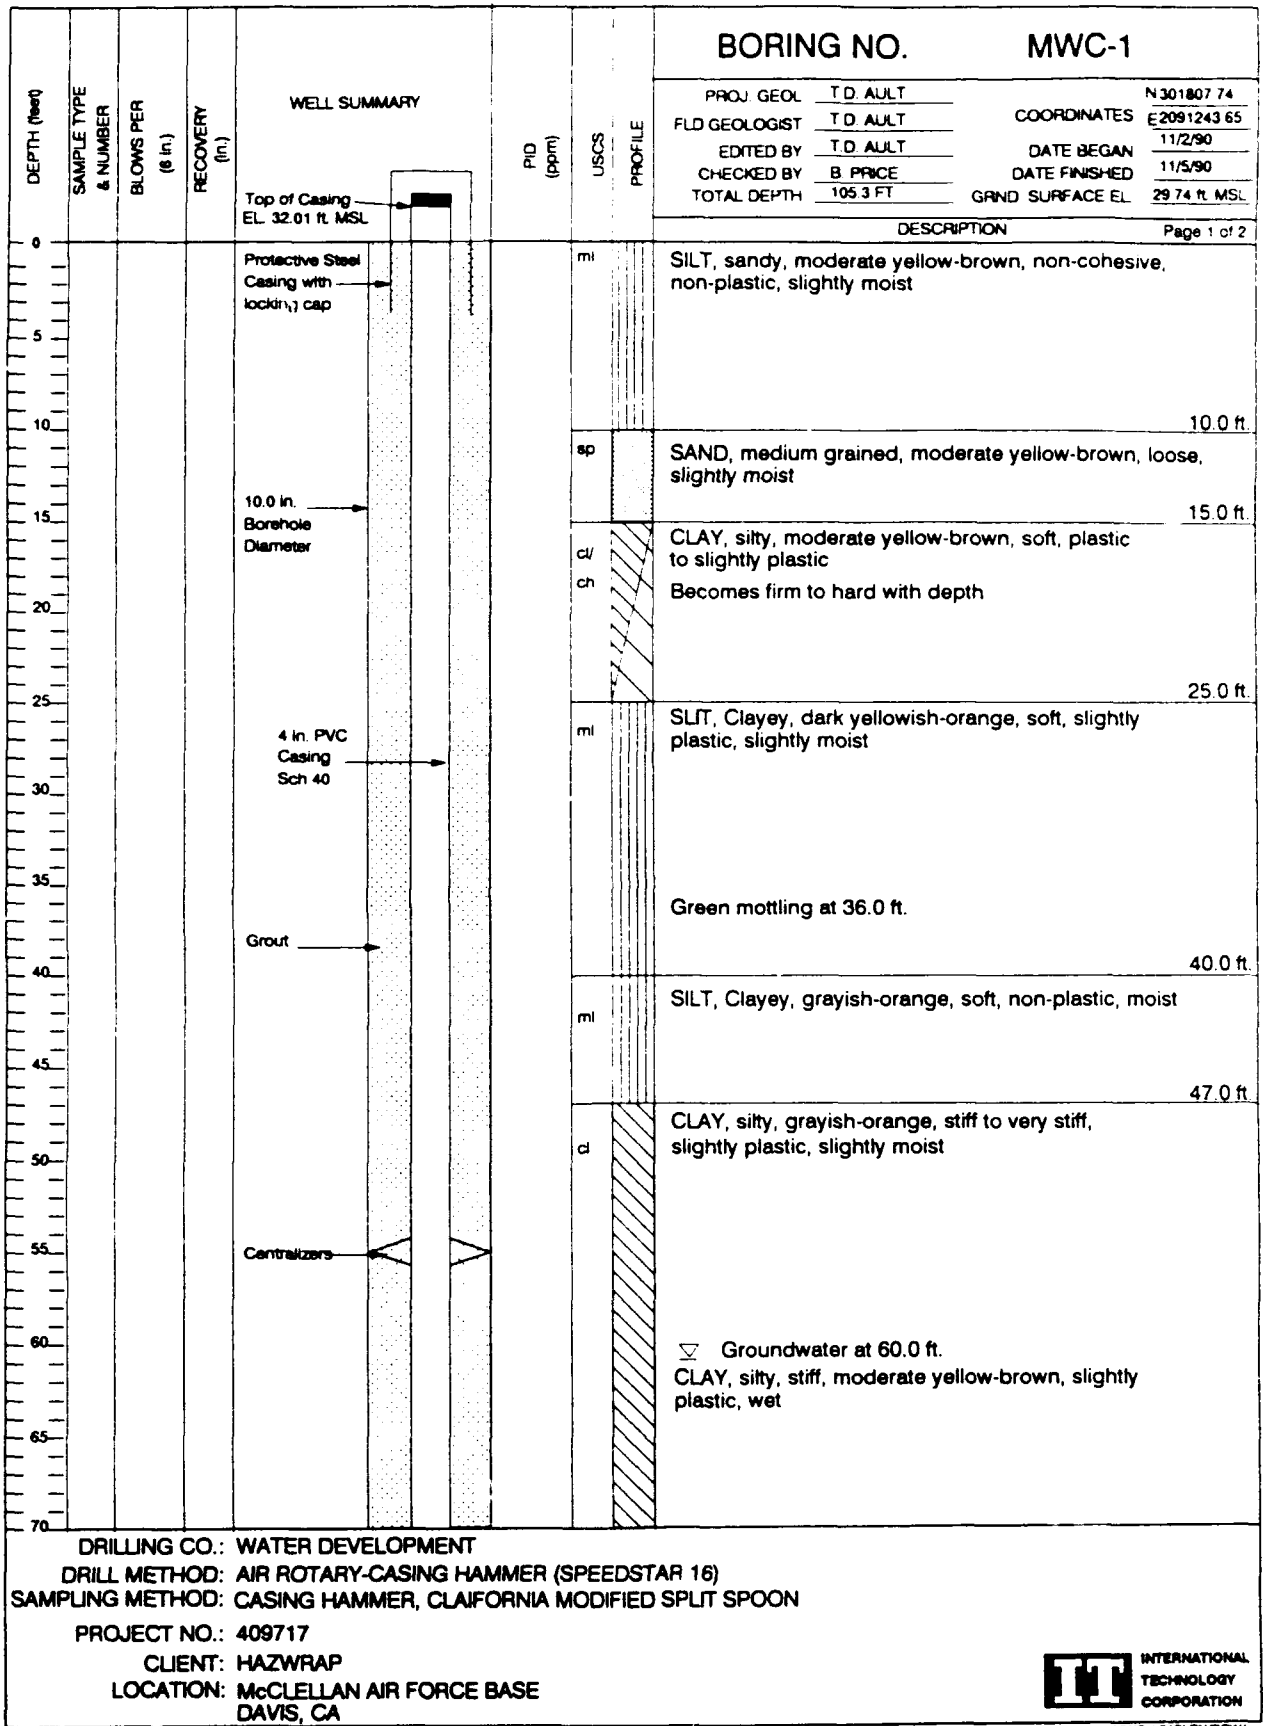 BORING NO. MWC-1
DEPTH (feet)
SAMPLE TYPE
& NUMBER
BLOWS PER
(6 in.)
RECOVERY
(in.)
WELL SUMMARY
PID
(ppm)
USCS
PROFILE
PROJ. GEOL T.D. AULT
FLD GEOLOGIST T.D. AULT
EDITED BY T.D. AULT
CHECKED BY B. PRICE
TOTAL DEPTH 105.3 FT
N 301807 74
COORDINATES E2091243 65
DATE BEGAN 11/2/90
DATE FINISHED 11/5/90
GRND SURFACE EL. 29 74 ft. MSL
DESCRIPTION Page 1 of 2
Top of Casing
EL. 32.01 ft. MSL
0
Protective Steel
Casing with
locking cap
ml
SILT, sandy, moderate yellow-brown, non-cohesive,
non-plastic, slightly moist
5
10
10.0 ft.
sp
SAND, medium grained, moderate yellow-brown, loose,
slightly moist
10.0 in.
Borehole
Diameter
15
15.0 ft.
cl/
ch
CLAY, silty, moderate yellow-brown, soft, plastic
to slightly plastic
Becomes firm to hard with depth
20
25
25.0 ft.
ml
SLIT, Clayey, dark yellowish-orange, soft, slightly
plastic, slightly moist
4 in. PVC
Casing
Sch 40
30
35
Green mottling at 36.0 ft.
Grout
40
40.0 ft.
ml
SILT, Clayey, grayish-orange, soft, non-plastic, moist
45
47.0 ft.
cl
CLAY, silty, grayish-orange, stiff to very stiff,
slightly plastic, slightly moist
50
55
Centralizers
60
Groundwater at 60.0 ft.
CLAY, silty, stiff, moderate yellow-brown, slightly
plastic, wet
65
70
DRILLING CO.: WATER DEVELOPMENT
DRILL METHOD: AIR ROTARY-CASING HAMMER (SPEEDSTAR 16)
SAMPLING METHOD: CASING HAMMER, CLAIFORNIA MODIFIED SPLIT SPOON
PROJECT NO.: 409717
CLIENT: HAZWRAP
LOCATION: McCLELLAN AIR FORCE BASE
DAVIS, CA
IT INTERNATIONAL
TECHNOLOGY
CORPORATION